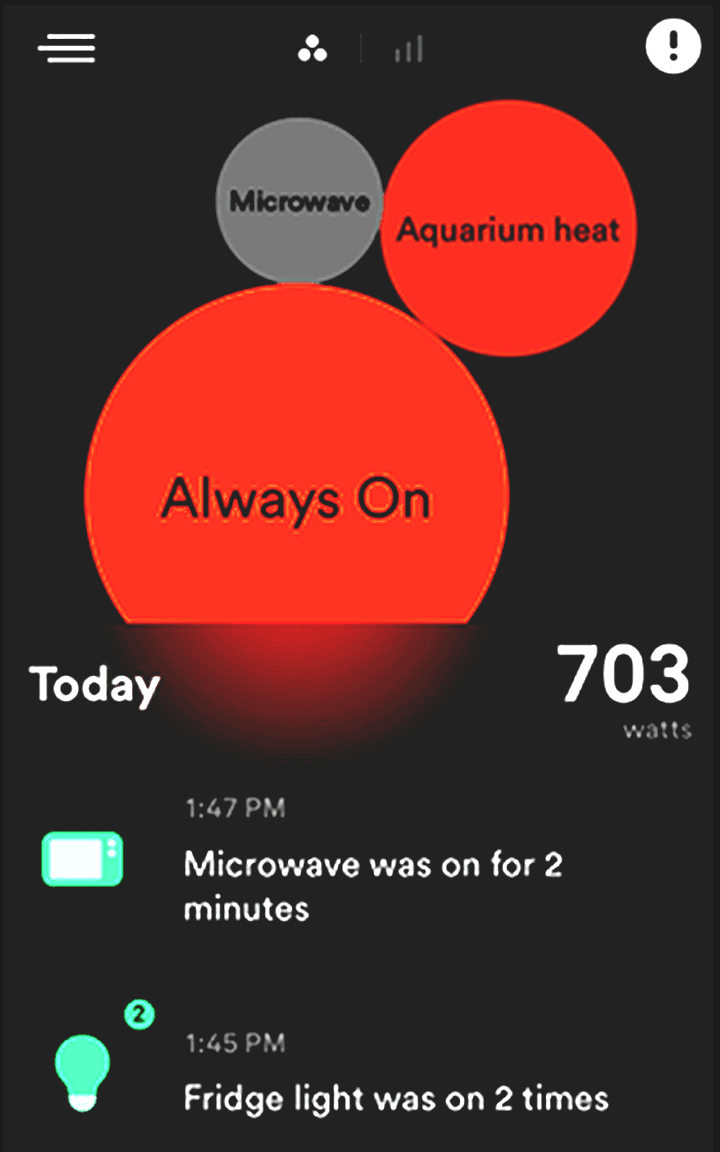 Microwave
Aquarium heat
Always On
Today
703
watts
1:47 PM
Microwave was on for 2
minutes
2
1:45 PM
Fridge light was on 2 times